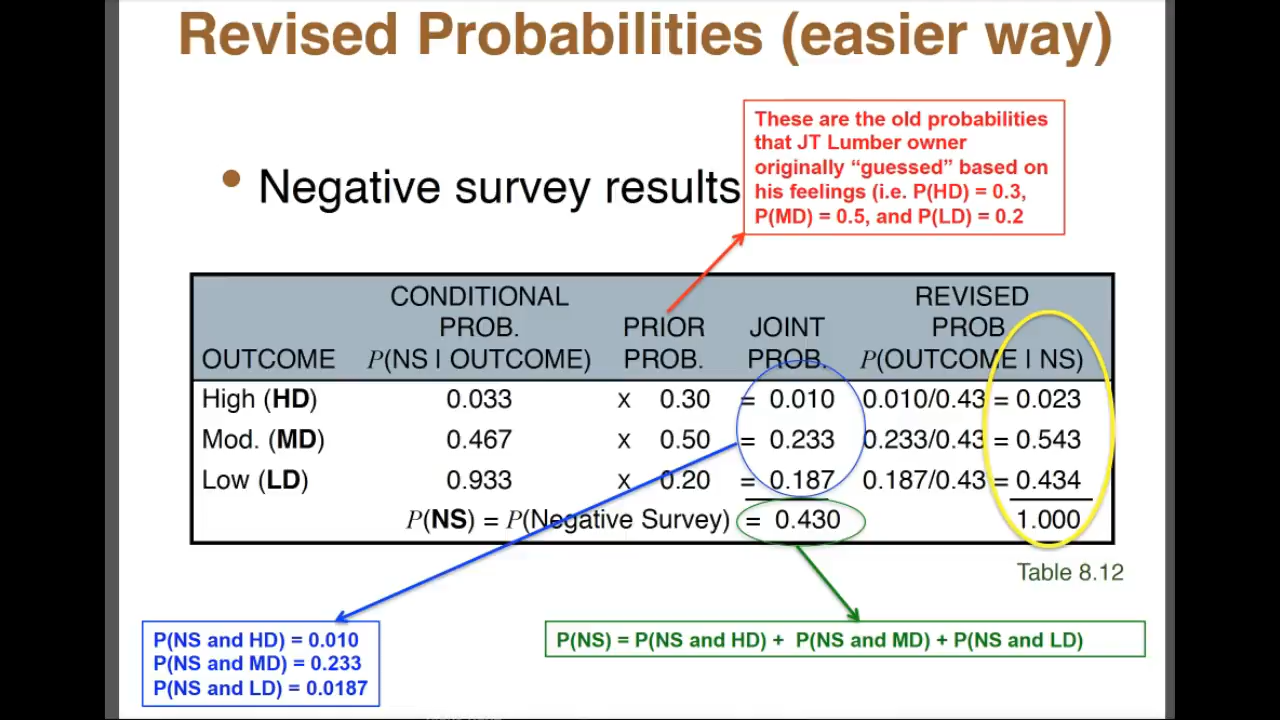 Revised Probabilities (easier way)
These are the old probabilities
that JT Lumber owner
originally “guessed” based on
his feelings (i.e. P(HD) = 0.3,
P(MD) = 0.5, and P(LD) = 0.2
• Negative survey results
CONDITIONAL REVISED
PROB. PRIOR JOINT PROB
OUTCOME P(NS | OUTCOME) PROB. PROB. P(OUTCOME | NS)
High (HD) 0.033 x 0.30 = 0.010 0.010/0.43 = 0.023
Mod. (MD) 0.467 x 0.50 = 0.233 0.233/0.43 = 0.543
Low (LD) 0.933 x 0.20 = 0.187 0.187/0.43 = 0.434
P(NS) = P(Negative Survey) = 0.430 1.000
Table 8.12
P(NS and HD) = 0.010
P(NS and MD) = 0.233
P(NS and LD) = 0.0187
P(NS) = P(NS and HD) + P(NS and MD) + P(NS and LD)